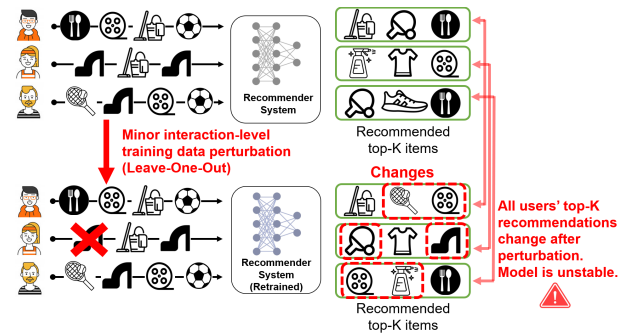 Recommender
System
Recommended
top-K items
Minor interaction-level
training data perturbation
(Leave-One-Out)
Changes
Recommender
System
(Retrained)
All users' top-K
recommendations
change after
perturbation.
Model is unstable.
Recommended
top-K items